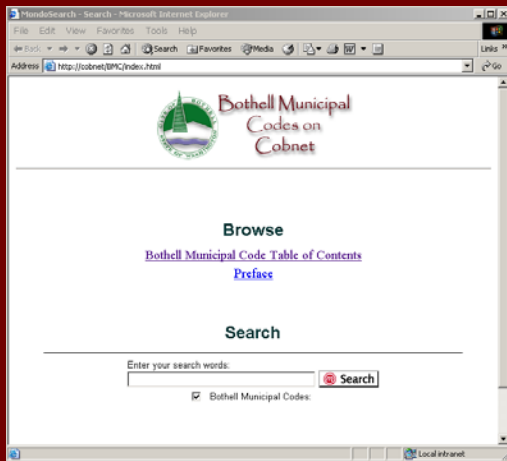 MondoSearch - Search - Microsoft Internet Explorer
File Edit View Favorites Tools Help
Back Search Favorites Media
Links »
Address http://cobnet/BMC/index.html
Go
Bothell Municipal
Codes on
Cobnet
Browse
Bothell Municipal Code Table of Contents
Preface
Search
Enter your search words:
Search
Bothell Municipal Codes:
Local intranet